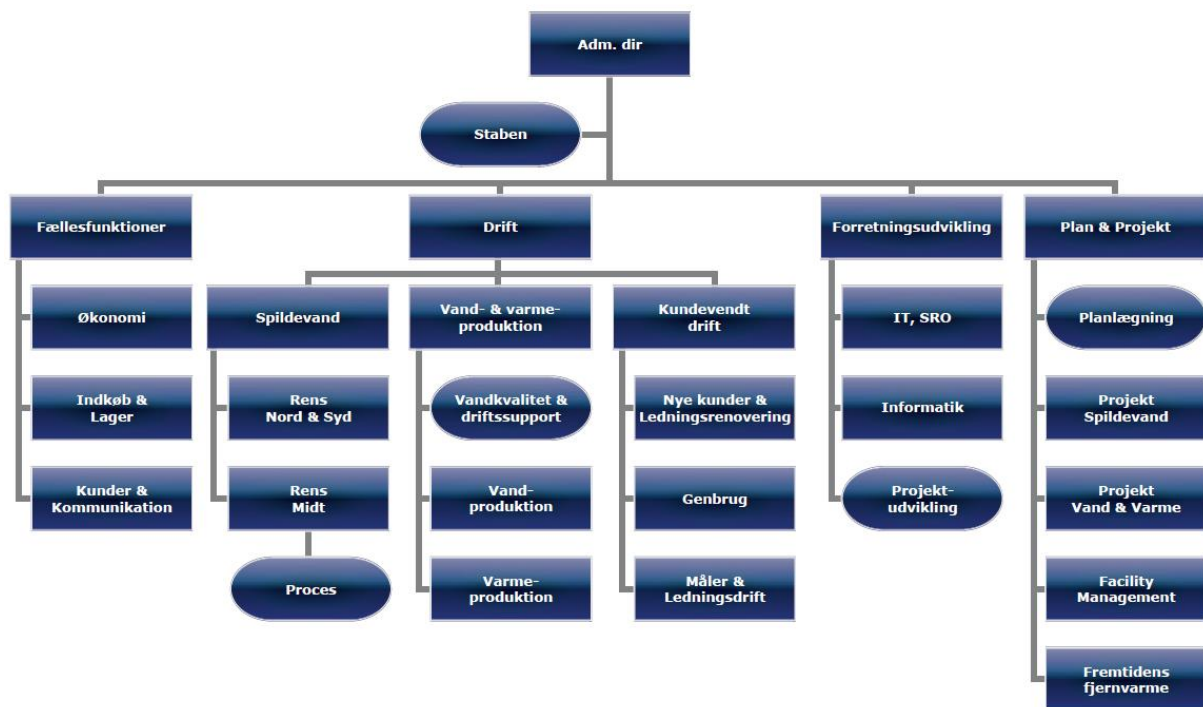 Adm. dir
Staben
Fællesfunktioner
Drift
Forretningsudvikling
Plan & Projekt
Økonomi
Spildevand
Vand- & varme-
produktion
Kundevendt
drift
IT, SRO
Planlægning
Indkøb &
Lager
Rens
Nord & Syd
Vandkvalitet &
driftssupport
Nye kunder &
Ledningsrenovering
Informatik
Projekt
Spildevand
Kunder &
Kommunikation
Rens
Midt
Vand-
produktion
Genbrug
Projekt-
udvikling
Projekt
Vand & Varme
Proces
Varme-
produktion
Måler &
Ledningsdrift
Facility
Management
Fremtidens
fjernvarme